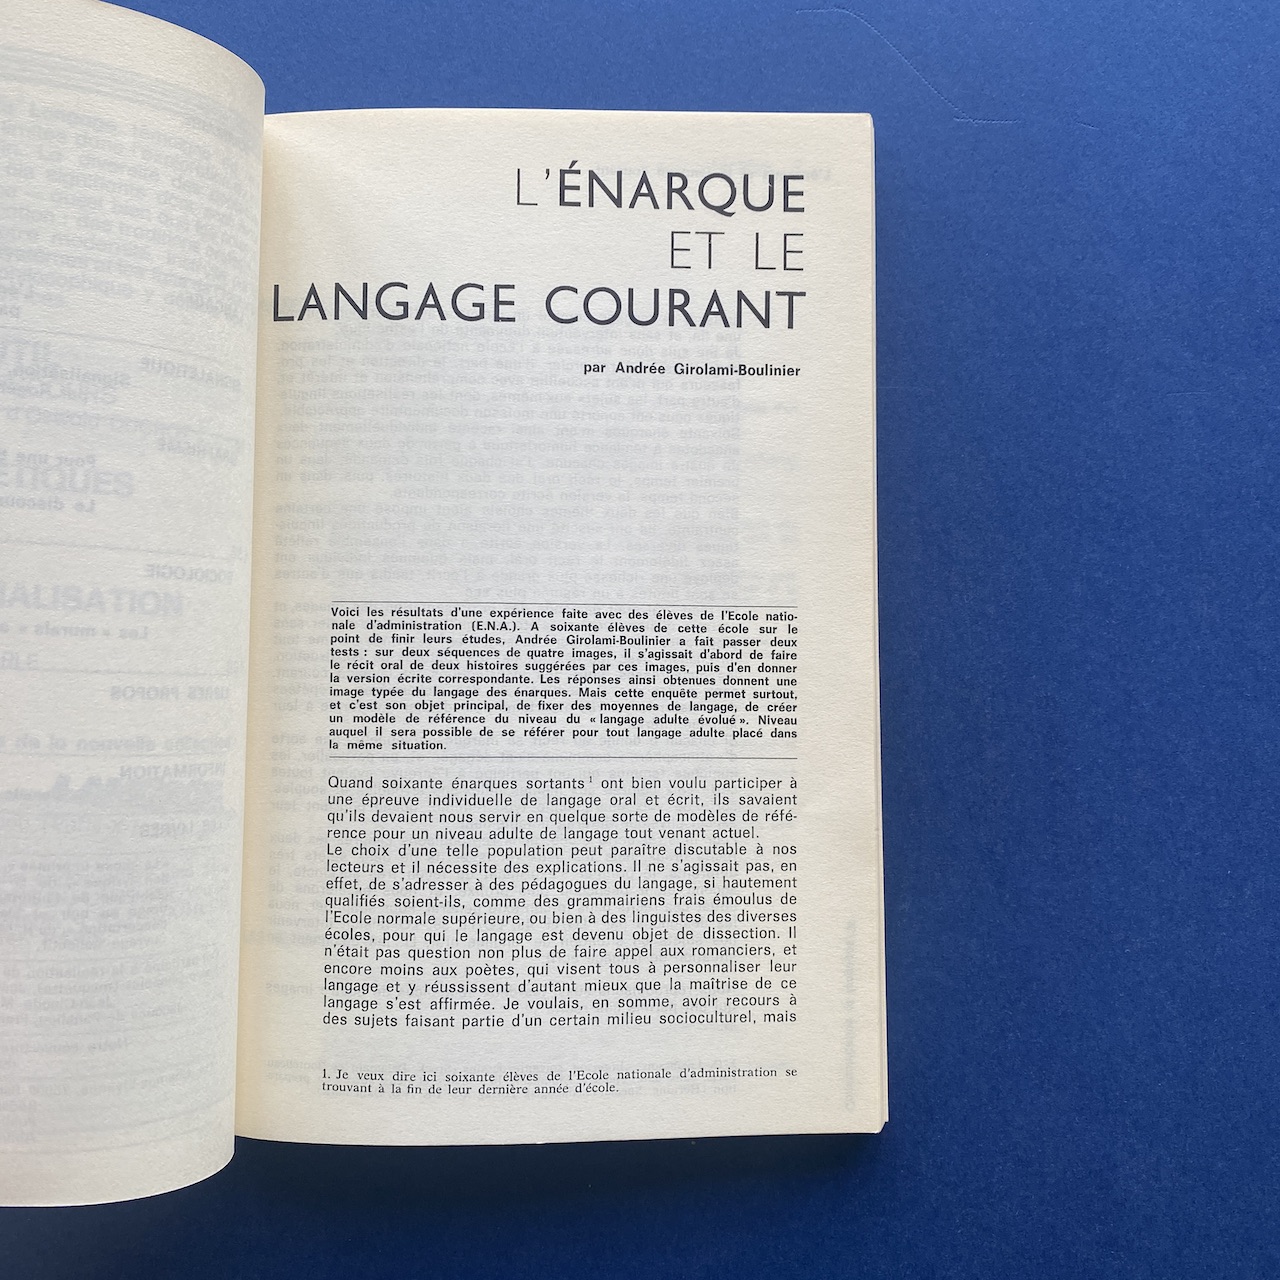 L'ÉNARQUE
ET LE
LANGAGE COURANT
par Andrée Girolami-Boulinier
Voici les résultats d'une expérience faite avec des élèves de l'Ecole natio-
nale d'administration (E.N.A.). A soixante élèves de cette école sur le
point de finir leurs études, Andrée Girolami-Boulinier a fait passer deux
tests : sur deux séquences de quatre images, il s'agissait d'abord de faire
le récit oral de deux histoires suggérées par ces images, puis d'en donner
la version écrite correspondante. Les réponses ainsi obtenues donnent une
image typée du langage des énarques. Mais cette enquête permet surtout,
et c'est son objet principal, de fixer des moyennes de langage, de créer
un modèle de référence du niveau du « langage adulte évolué ». Niveau
auquel il sera possible de se référer pour tout langage adulte placé dans
la même situation.
Quand soixante énarques sortants¹ ont bien voulu participer à
une épreuve individuelle de langage oral et écrit, ils savaient
qu'ils devaient nous servir en quelque sorte de modèles de réfé-
rence pour un niveau adulte de langage tout venant actuel.
Le choix d'une telle population peut paraître discutable à nos
lecteurs et il nécessite des explications. Il ne s'agissait pas, en
effet, de s'adresser à des pédagogues du langage, si hautement
qualifiés soient-ils, comme des grammairiens frais émoulus de
l'Ecole normale supérieure, ou bien à des linguistes des diverses
écoles, pour qui le langage est devenu objet de dissection. Il
n'était pas question non plus de faire appel aux romanciers, et
encore moins aux poètes, qui visent tous à personnaliser leur
langage et y réussissent d'autant mieux que la maîtrise de ce
langage s'est affirmée. Je voulais, en somme, avoir recours à
des sujets faisant partie d'un certain milieu socioculturel, mais
1. Je veux dire ici soixante élèves de l'Ecole nationale d'administration se
trouvant à la fin de leur dernière année d'école.